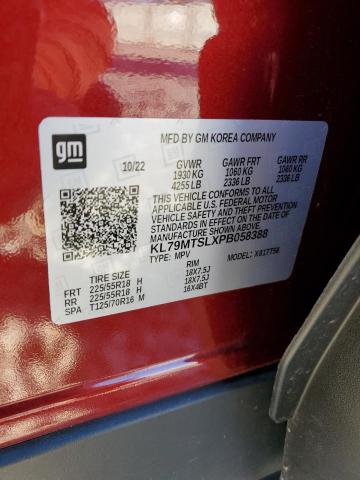 gm
MFD BY GM KOREA COMPANY
10/22 GVWR GAWR FRT GAWR RR
1930 KG 1060 KG 1060 KG
4255 LB 2336 LB 2336 LB
THIS VEHICLE CONFORMS TO ALL
APPLICABLE U.S. FEDERAL MOTOR
VEHICLE SAFETY AND THEFT PREVENTION
STANDARDS IN EFFECT ON THE DATE OF
MANUFACTURE SHOWN ABOVE.
KL79MTSLXPB058388
TYPE: MPV MODEL:
TIRE SIZE RIM
FRT 225/55R18 H 18X7.5J
RR 225/55R18 H 18X7.5J
SPA T125/70R16 M 16X4BT